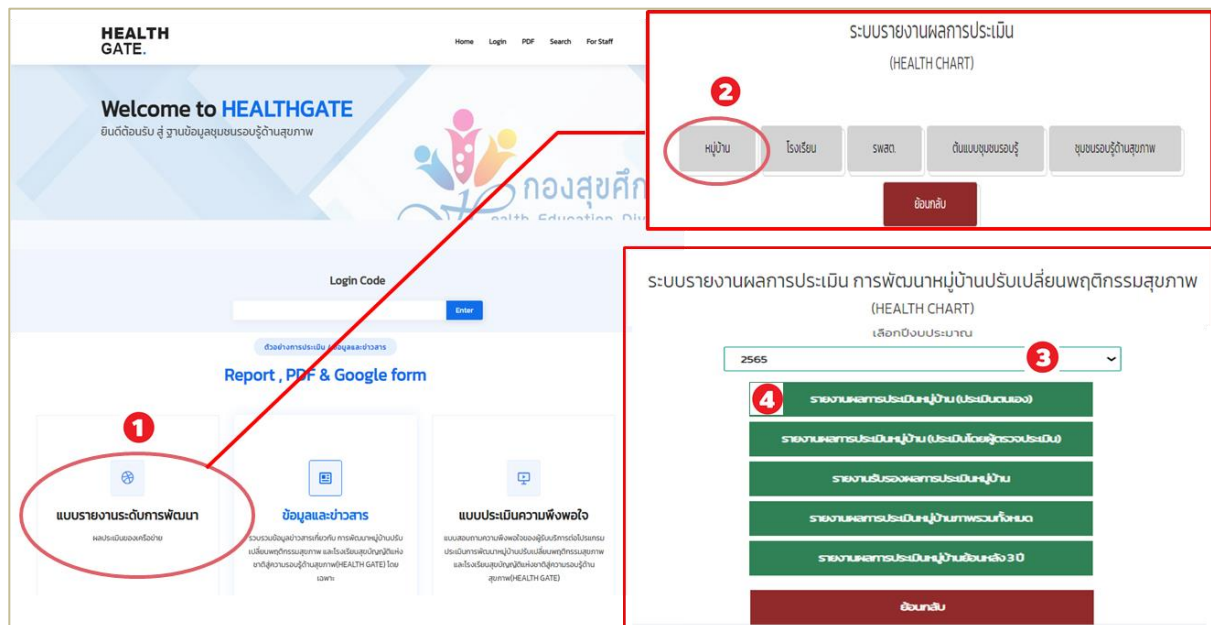 HEALTH
GATE.
Home Login PDF Search For Staff
Welcome to HEALTHGATE
ยินดีต้อนรับ สู่ ฐานข้อมูลชุมชนรอบรู้ด้านสุขภาพ
กองสุขศึก
Health Education Div
Login Code
Enter
ตัวอย่างการประเมิน ข้อมูลและข่าวสาร
Report , PDF & Google form
1
แบบรายงานระดับการพัฒนา
ผลประเมินของเครือข่าย
ข้อมูลและข่าวสาร
รวบรวมข้อมูลข่าวสารเกี่ยวกับ การพัฒนาหมู่บ้านปรับ
เปลี่ยนพฤติกรรมสุขภาพ และโรงเรียนสุขบัญญัติแห่ง
ชาติสู่ความรอบรู้ด้านสุขภาพ(HEALTH GATE) โดย
เฉพาะ
แบบประเมินความพึงพอใจ
แบบสอบถามความพึงพอใจของผู้รับบริการต่อโปรแกรม
ประเมินการพัฒนาหมู่บ้านปรับเปลี่ยนพฤติกรรมสุขภาพ
และโรงเรียนสุขบัญญัติแห่งชาติสู่ความรอบรู้ด้าน
สุขภาพ(HEALTH GATE)
ระบบรายงานผลการประเมิน
(HEALTH CHART)
2
หมู่บ้าน โรงเรียน รพสต. ต้นแบบชุมชนรอบรู้ ชุมชนรอบรู้ด้านสุขภาพ
ย้อนกลับ
ระบบรายงานผลการประเมิน การพัฒนาหมู่บ้านปรับเปลี่ยนพฤติกรรมสุขภาพ
(HEALTH CHART)
เลือกปีงบประมาณ
2565 3
4 รายงานผลการประเมินหมู่บ้าน (ประเมินตนเอง)
รายงานผลการประเมินหมู่บ้าน (ประเมินโดยผู้ตรวจประเมิน)
รายงานรับรองผลการประเมินหมู่บ้าน
รายงานผลการประเมินหมู่บ้านภาพรวมทั้งหมด
รายงานผลการประเมินหมู่บ้านย้อนหลัง 3 ปี
ย้อนกลับ